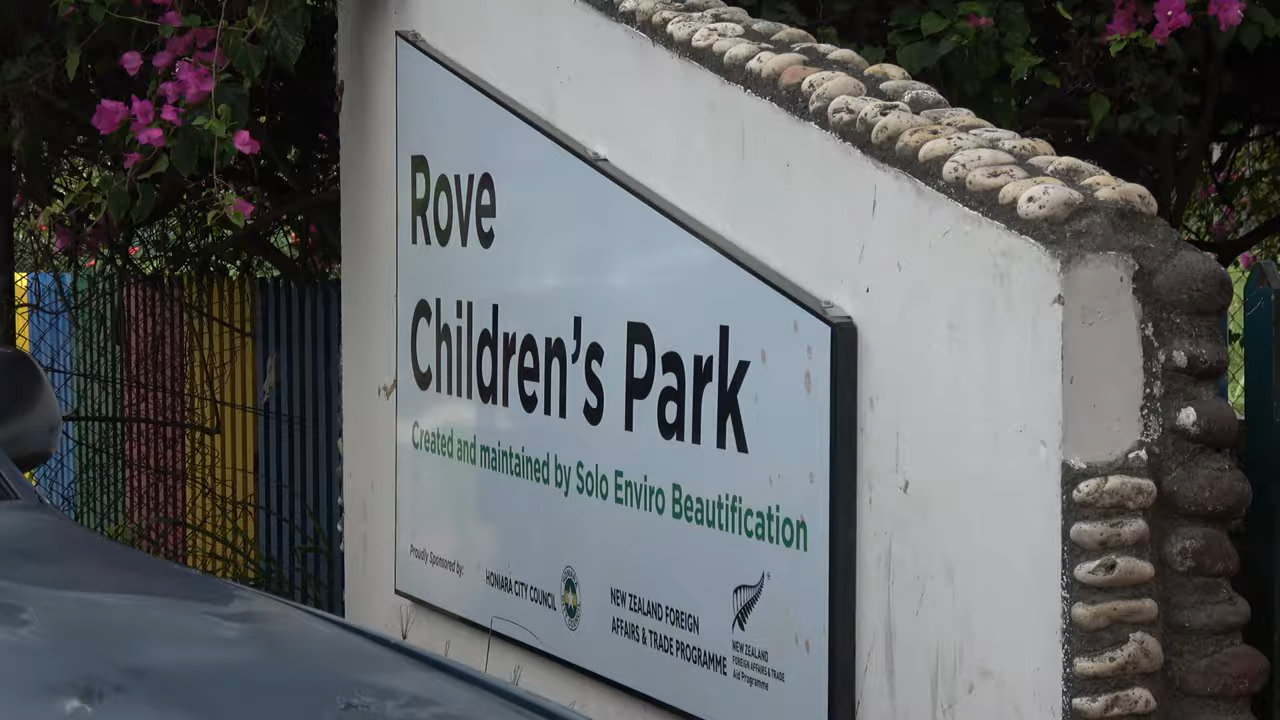 Rove
Children's Park
Created and maintained by Solo Enviro Beautification
Proudly Sponsored by:
HONIARA CITY COUNCIL
NEW ZEALAND FOREIGN
AFFAIRS & TRADE PROGRAMME
NEW ZEALAND
FOREIGN AFFAIRS & TRADE
Aid Programme